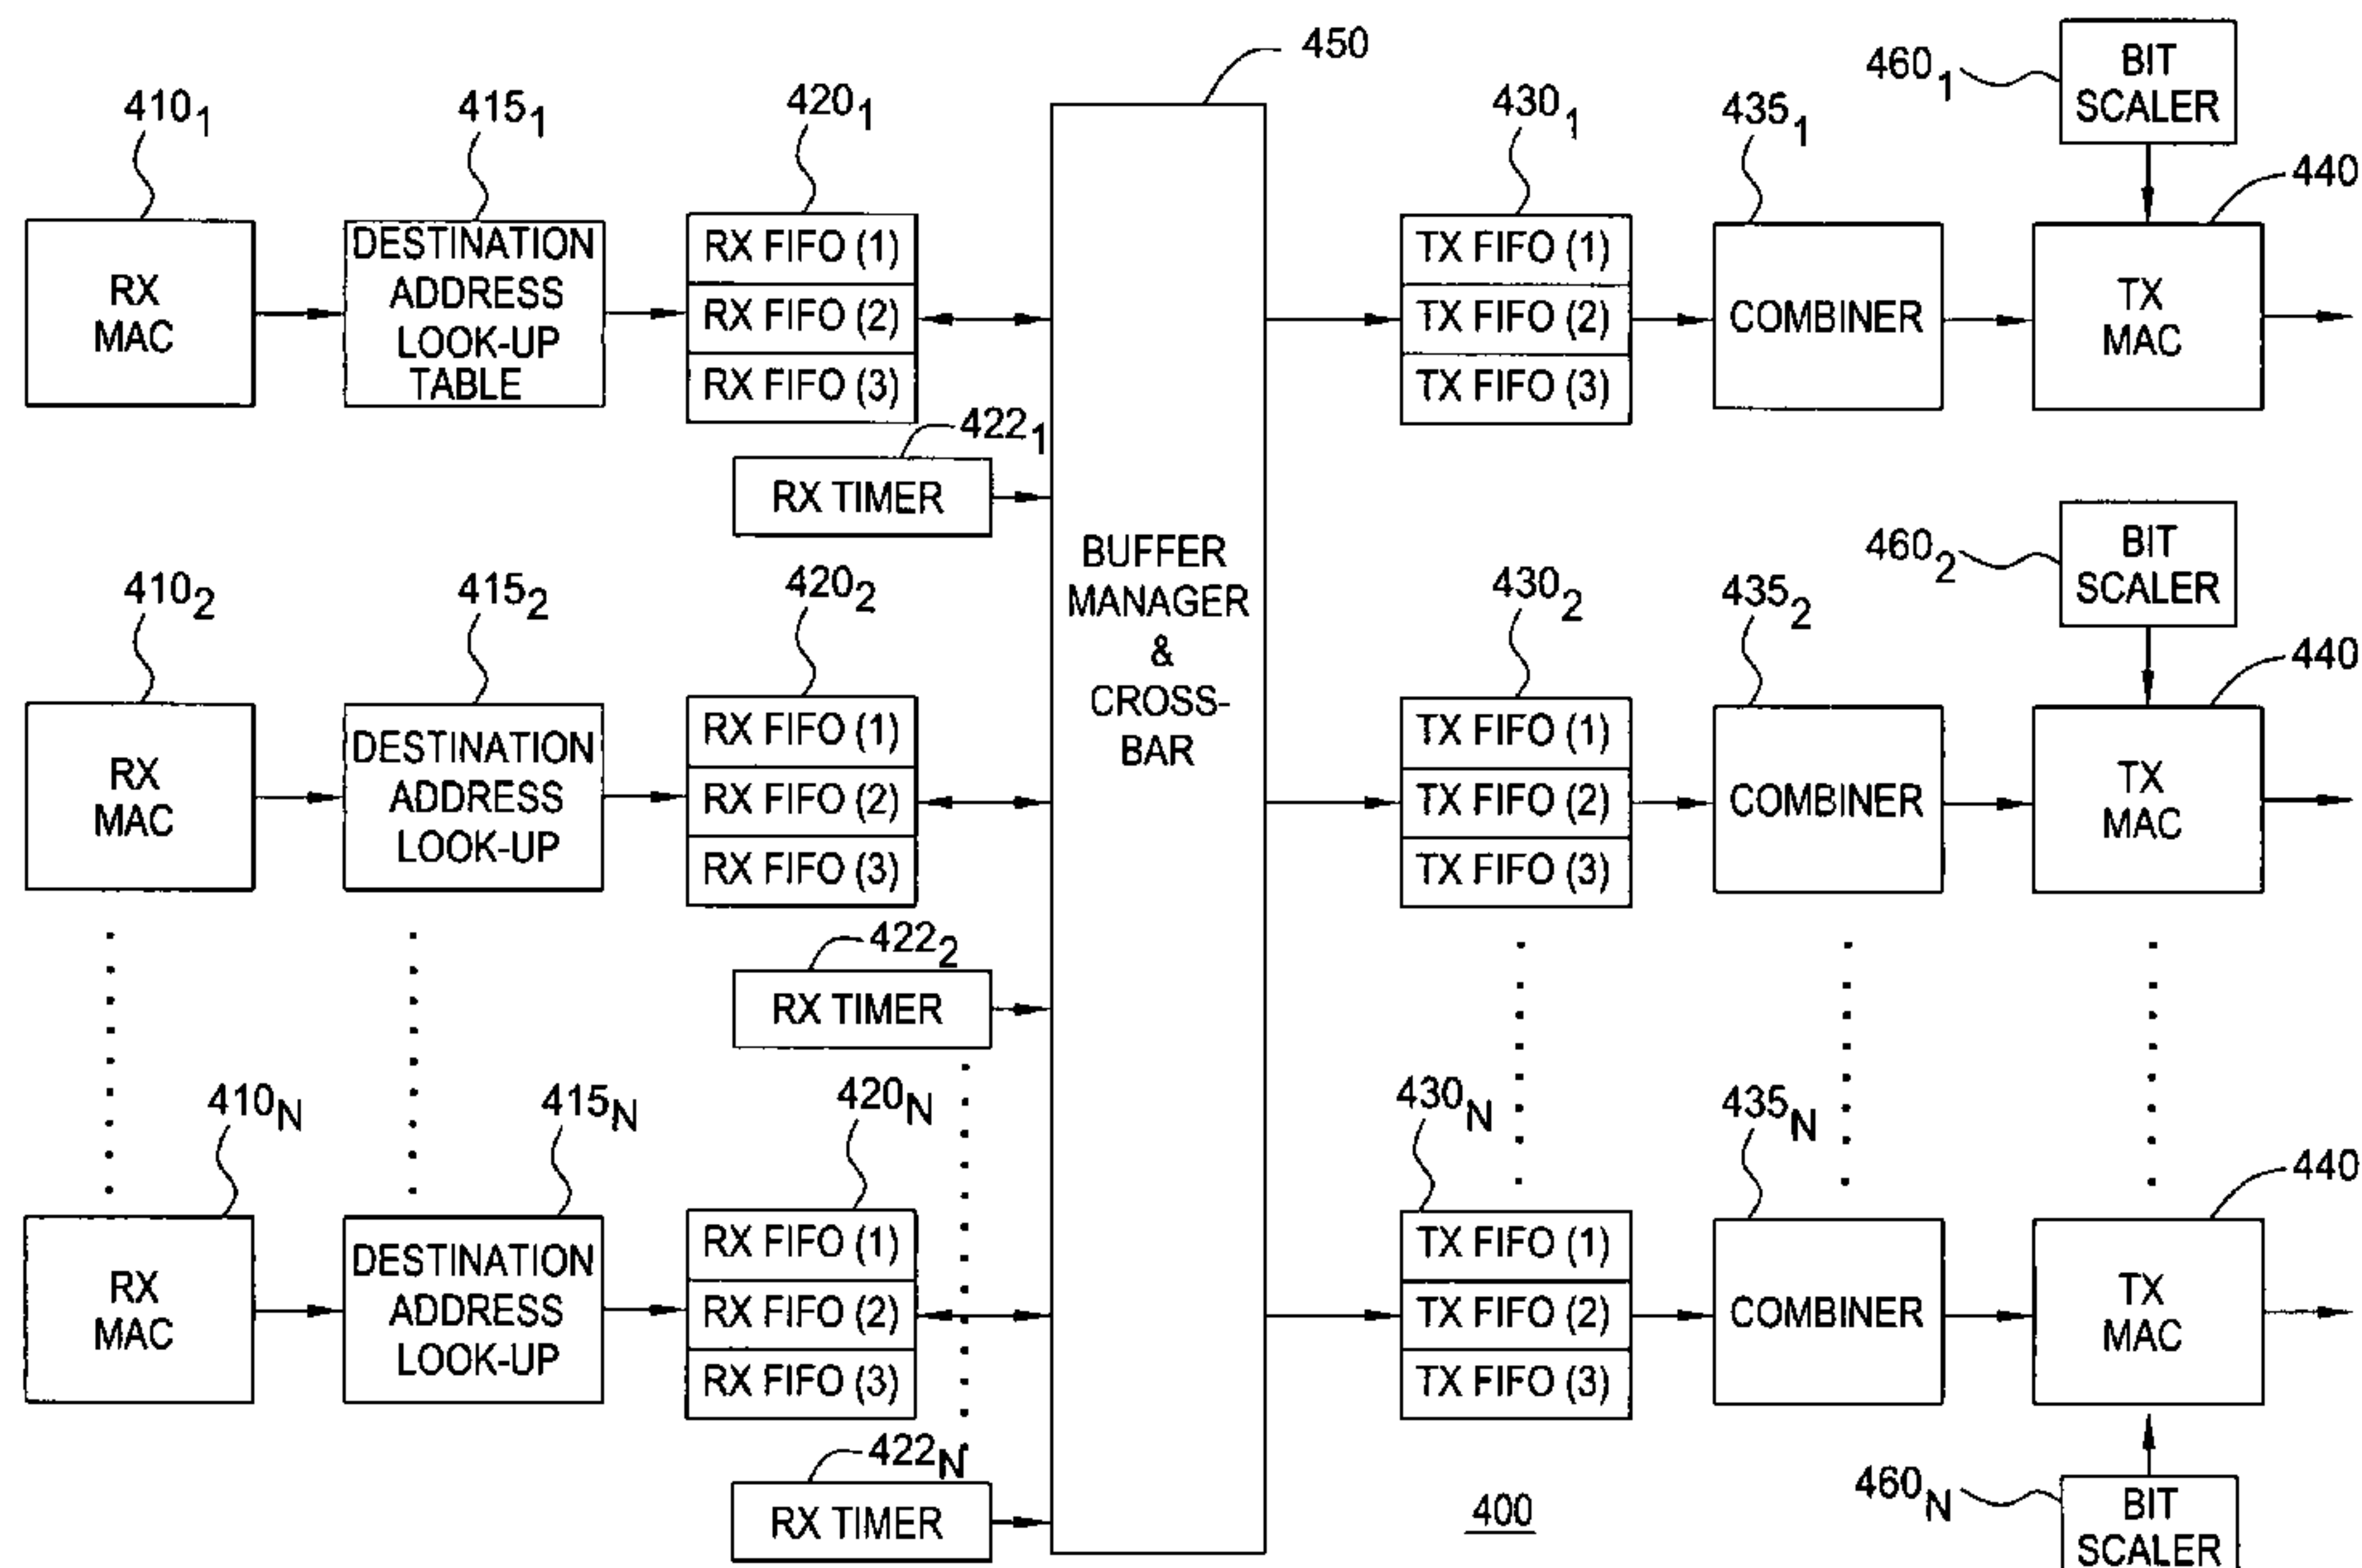 450
460₁
BIT
SCALER
410₁
415₁
420₁
430₁
435₁
440
RX
MAC
DESTINATION
ADDRESS
LOOK-UP
TABLE
RX FIFO (1)
RX FIFO (2)
RX FIFO (3)
TX FIFO (1)
TX FIFO (2)
TX FIFO (3)
COMBINER
TX
MAC
422₁
RX TIMER
BUFFER
MANAGER
&
CROSS-
BAR
460₂
BIT
SCALER
410₂
415₂
420₂
430₂
435₂
440
RX
MAC
DESTINATION
ADDRESS
LOOK-UP
RX FIFO (1)
RX FIFO (2)
RX FIFO (3)
TX FIFO (1)
TX FIFO (2)
TX FIFO (3)
COMBINER
TX
MAC
422₂
RX TIMER
410N
415N
420N
430N
435N
440
RX
MAC
DESTINATION
ADDRESS
LOOK-UP
RX FIFO (1)
RX FIFO (2)
RX FIFO (3)
TX FIFO (1)
TX FIFO (2)
TX FIFO (3)
COMBINER
TX
MAC
422N
RX TIMER
400
460N
BIT
SCALER